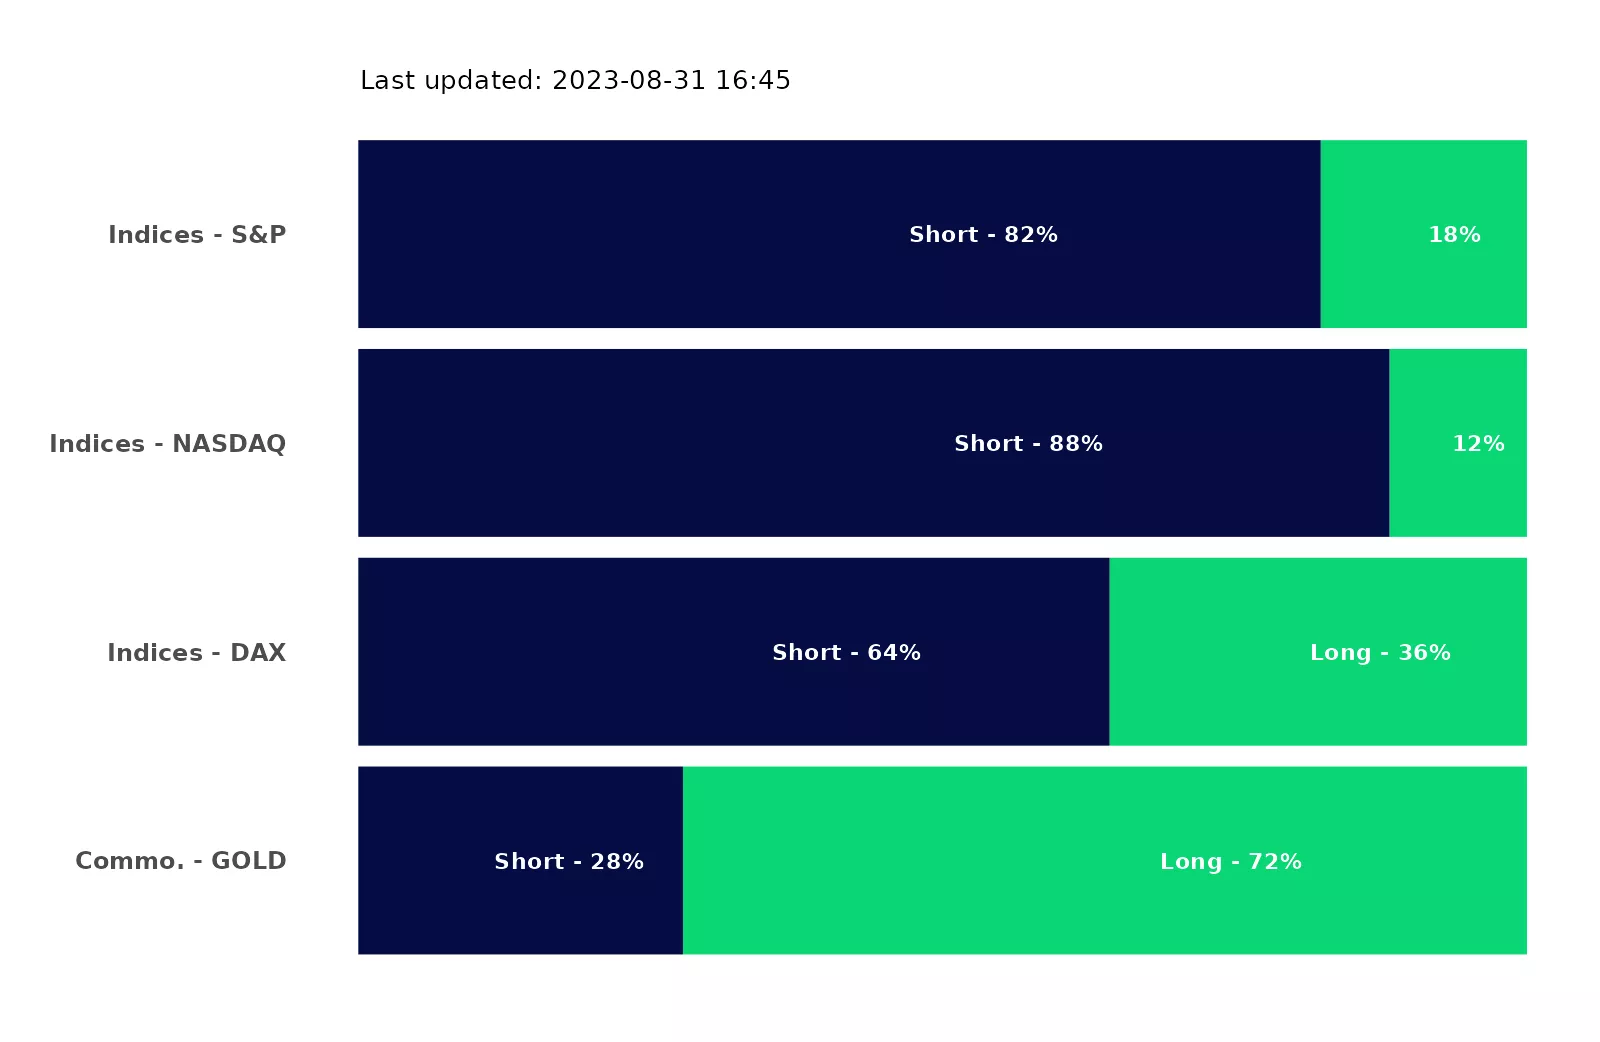 Last updated: 2023-08-31 16:45
Indices - S&P Short - 82% 18%
Indices - NASDAQ Short - 88% 12%
Indices - DAX Short - 64% Long - 36%
Commo. - GOLD Short - 28% Long - 72%